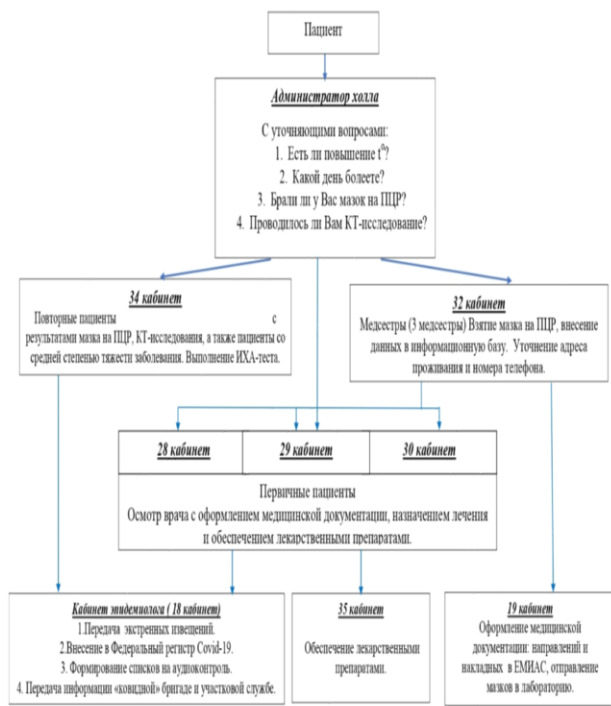 Пациент
Администратор холла
С уточняющими вопросами:
1. Есть ли повышение t⁰?
2. Какой день болеете?
3. Брали ли у Вас мазок на ПЦР?
4. Проводилось ли Вам КТ-исследование?
34 кабинет
Повторные пациенты с
результатами мазка на ПЦР, КТ-исследования, а также пациенты со
средней степенью тяжести заболевания. Выполнение ИХА-теста.
32 кабинет
Медсестры (3 медсестры) Взятие мазка на ПЦР, внесение
данных в информационную базу. Уточнение адреса
проживания и номера телефона.
28 кабинет
29 кабинет
30 кабинет
Первичные пациенты
Осмотр врача с оформлением медицинской документации, назначением лечения
и обеспечением лекарственными препаратами.
Кабинет эпидемиолога ( 18 кабинет)
1.Передача экстренных извещений.
2.Внесение в Федеральный регистр Covid-19.
3. Формирование списков на аудиоконтроль.
4. Передача информации «ковидной» бригаде и участковой службе.
35 кабинет
Обеспечение лекарственными
препаратами.
19 кабинет
Оформление медицинской
документации: направлений и
накладных в ЕМИАС, отправление
мазков в лабораторию.